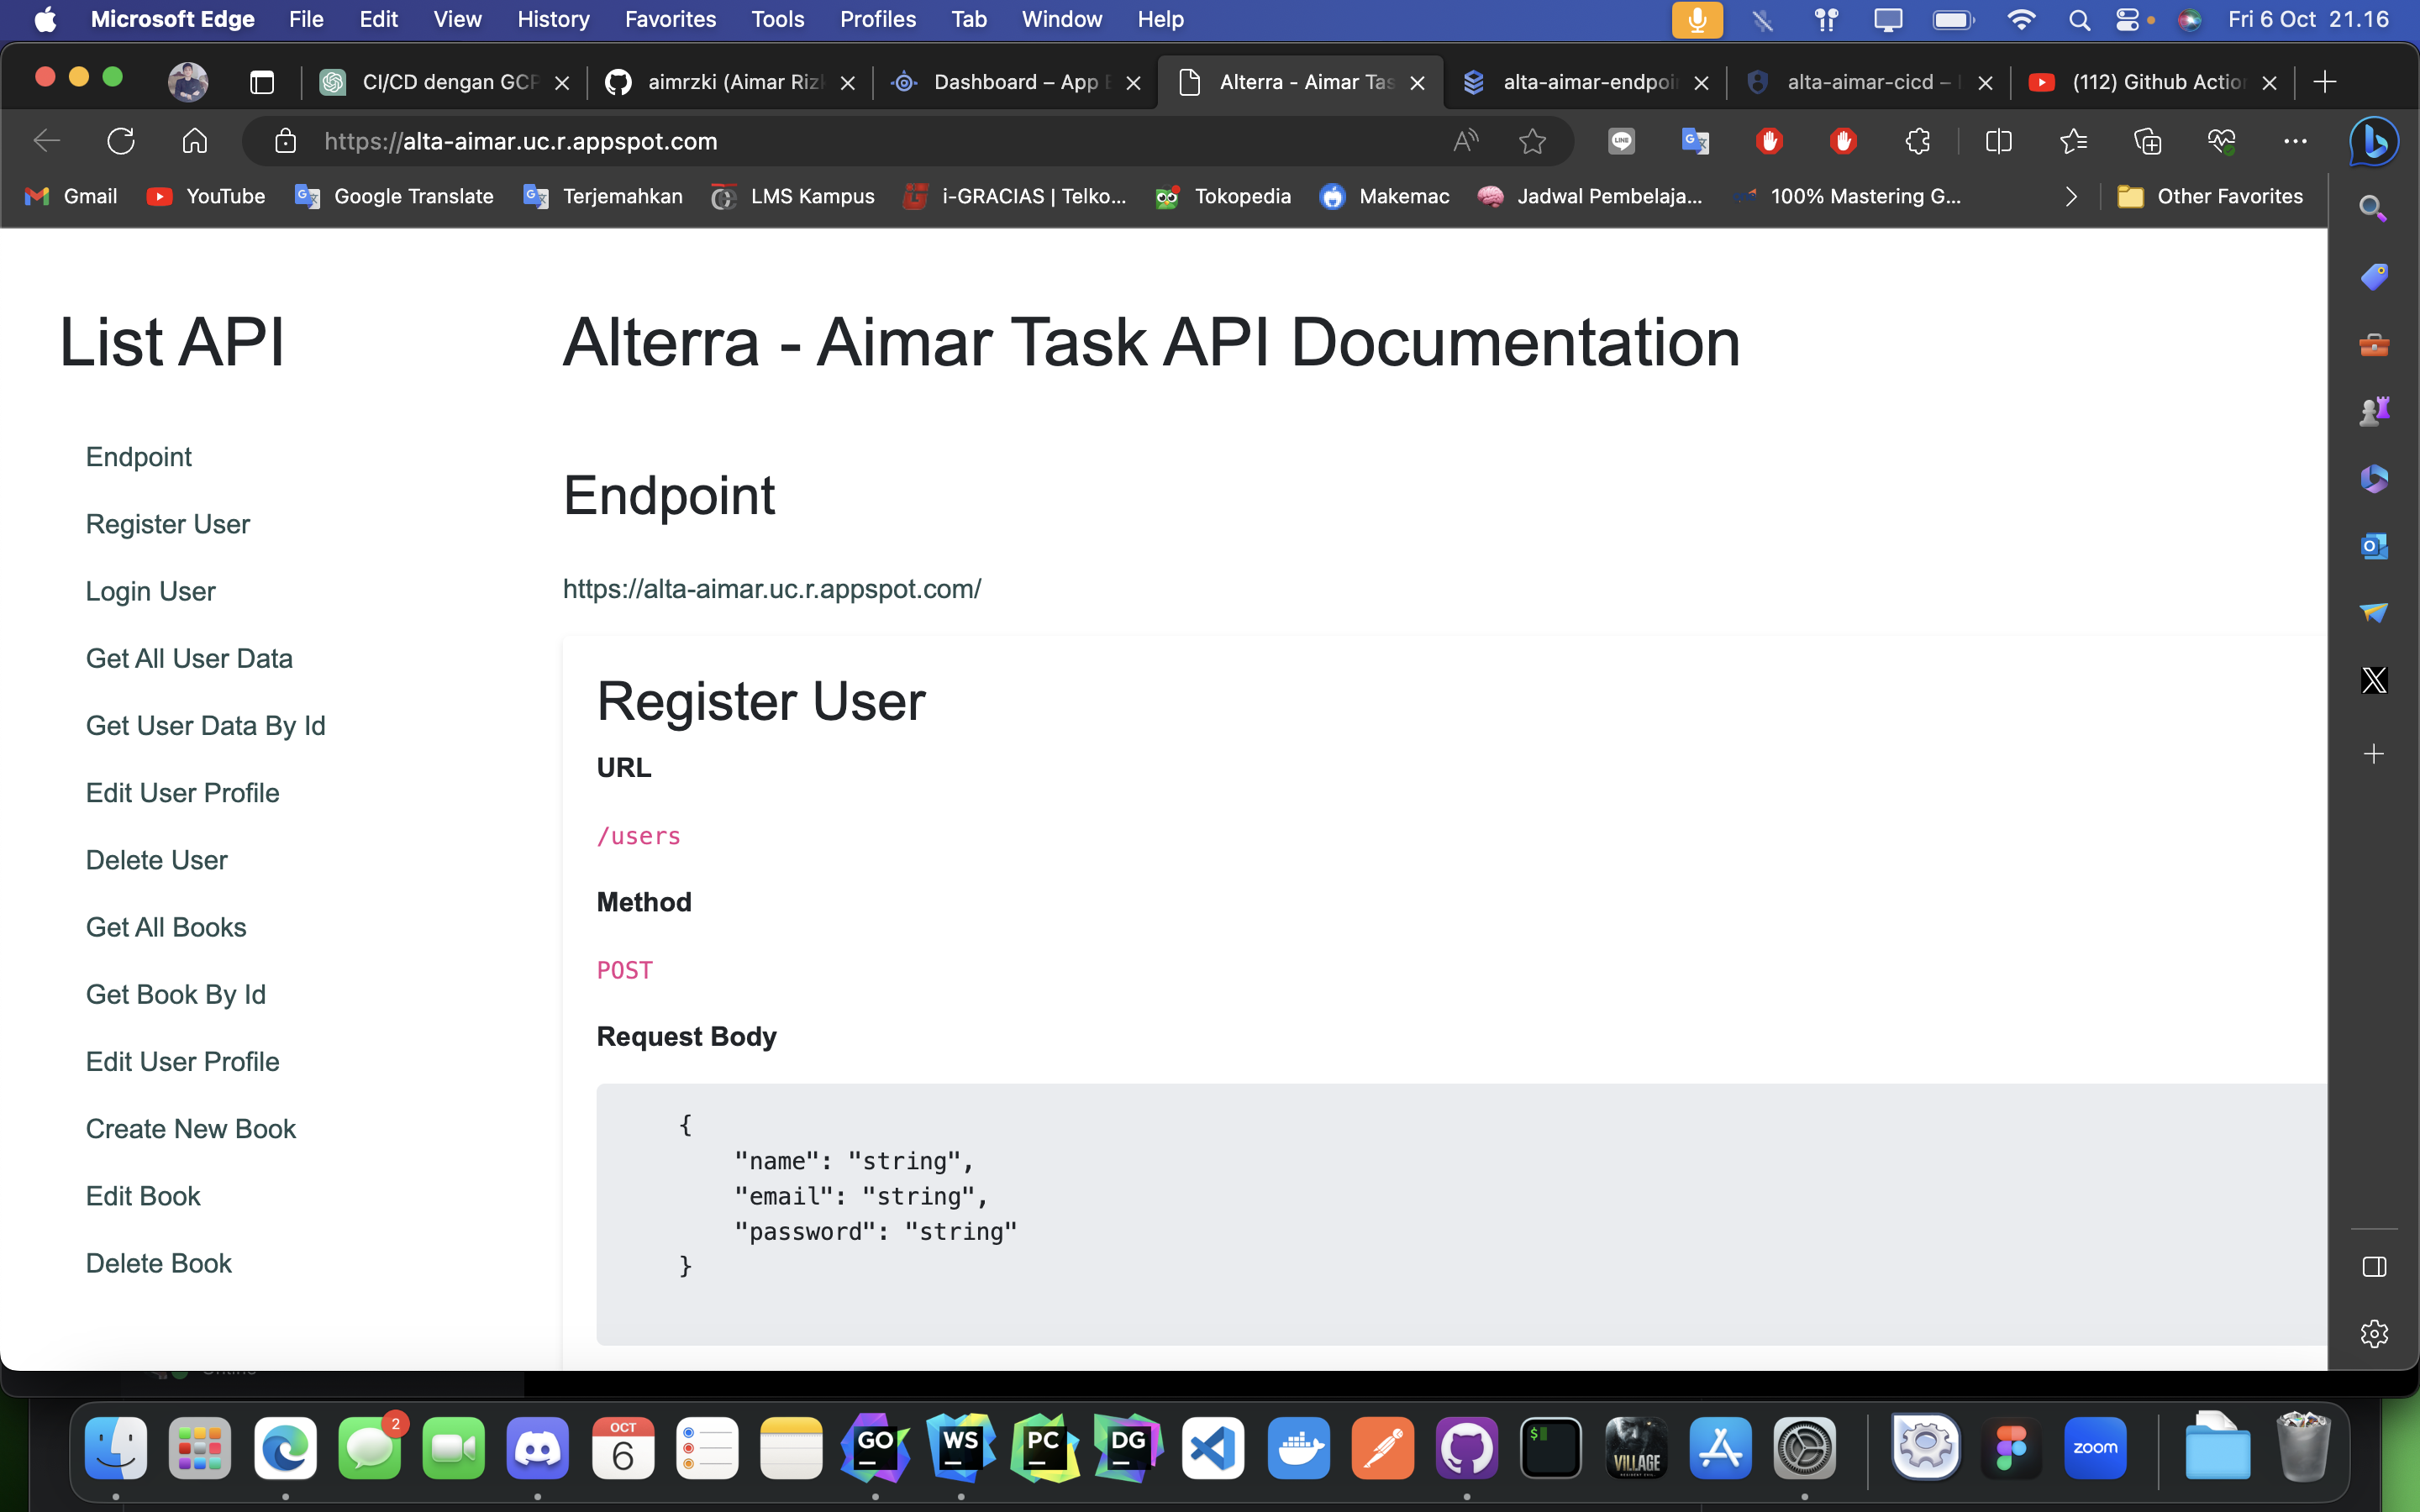 Microsoft Edge File Edit View History Favorites Tools Profiles Tab Window Help Fri 6 Oct 21.16
CI/CD dengan GCP aimrzki (Aimar Rizk Dashboard – App E Alterra - Aimar Tas alta-aimar-endpoi alta-aimar-cicd – (112) Github Actio
https://alta-aimar.uc.r.appspot.com
Gmail YouTube Google Translate Terjemahkan LMS Kampus i-GRACIAS | Telko... Tokopedia Makemac Jadwal Pembelaja... 100% Mastering G... Other Favorites
List API
Endpoint
Register User
Login User
Get All User Data
Get User Data By Id
Edit User Profile
Delete User
Get All Books
Get Book By Id
Edit User Profile
Create New Book
Edit Book
Delete Book
Alterra - Aimar Task API Documentation
Endpoint
https://alta-aimar.uc.r.appspot.com/
Register User
URL
/users
Method
POST
Request Body
{
"name": "string",
"email": "string",
"password": "string"
}
2
OCT
6
GO
WS
PC
DG
$
VILLAGE
zoom